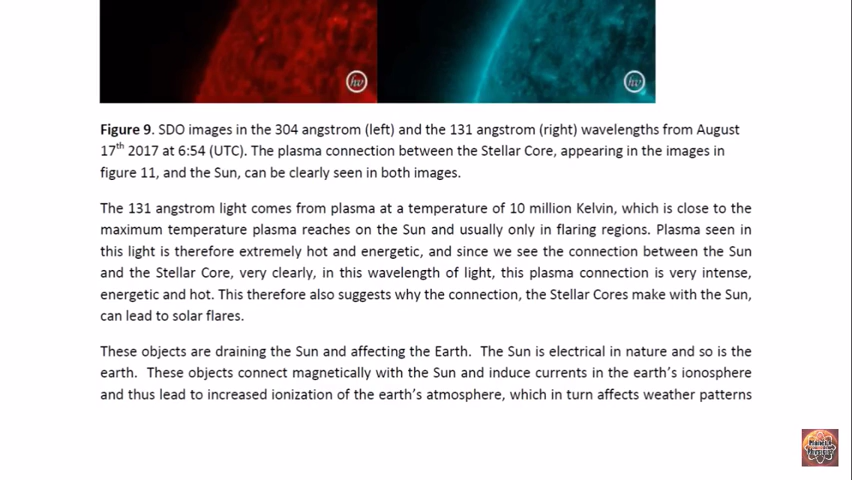 hv hv
Figure 9. SDO images in the 304 angstrom (left) and the 131 angstrom (right) wavelengths from August
17th 2017 at 6:54 (UTC). The plasma connection between the Stellar Core, appearing in the images in
figure 11, and the Sun, can be clearly seen in both images.
The 131 angstrom light comes from plasma at a temperature of 10 million Kelvin, which is close to the
maximum temperature plasma reaches on the Sun and usually only in flaring regions. Plasma seen in
this light is therefore extremely hot and energetic, and since we see the connection between the Sun
and the Stellar Core, very clearly, in this wavelength of light, this plasma connection is very intense,
energetic and hot. This therefore also suggests why the connection, the Stellar Cores make with the Sun,
can lead to solar flares.
These objects are draining the Sun and affecting the Earth.  The Sun is electrical in nature and so is the
earth.  These objects connect magnetically with the Sun and induce currents in the earth's ionosphere
and thus lead to increased ionization of the earth's atmosphere, which in turn affects weather patterns